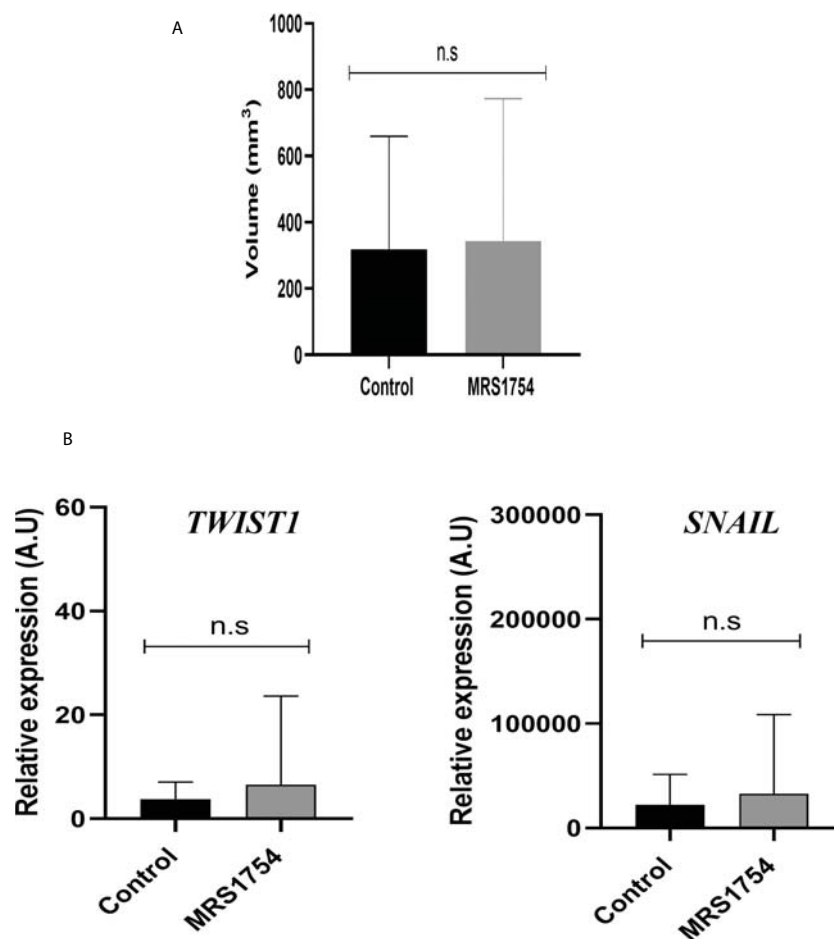 A
n.s
Volume (mm³)
1000
800
600
400
200
0
Control
MRS1754
B
TWIST1
Relative expression (A.U)
60
40
20
0
n.s
Control
MRS1754
SNAIL
Relative expression (A.U)
300000
200000
100000
0
n.s
Control
MRS1754